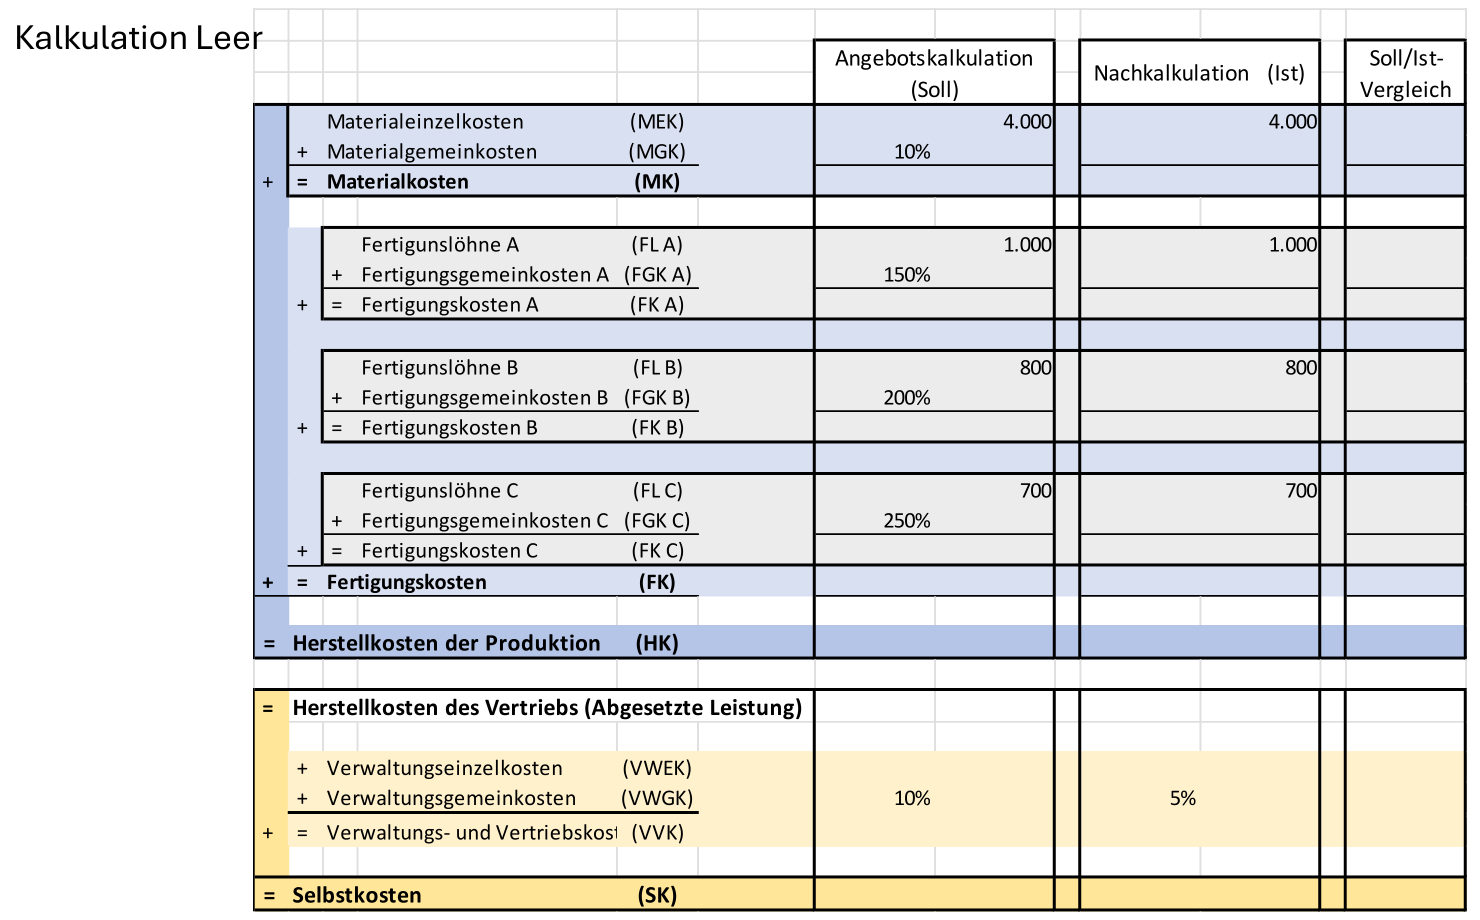 Kalkulation Leer
Angebotskalkulation (Soll) Nachkalkulation (Ist) Soll/Ist-Vergleich
Materialeinzelkosten (MEK) 4.000 4.000
+ Materialgemeinkosten (MGK) 10%
+ = Materialkosten (MK)
Fertigunslöhne A (FL A) 1.000 1.000
+ Fertigungsgemeinkosten A (FGK A) 150%
+ = Fertigungskosten A (FK A)
Fertigunslöhne B (FL B) 800 800
+ Fertigungsgemeinkosten B (FGK B) 200%
+ = Fertigungskosten B (FK B)
Fertigunslöhne C (FL C) 700 700
+ Fertigungsgemeinkosten C (FGK C) 250%
+ = Fertigungskosten C (FK C)
+ = Fertigungskosten (FK)
= Herstellkosten der Produktion (HK)
= Herstellkosten des Vertriebs (Abgesetzte Leistung)
+ Verwaltungseinzelkosten (VWEK)
+ Verwaltungsgemeinkosten (VWGK) 10% 5%
+ = Verwaltungs- und Vertriebskost (VVK)
= Selbstkosten (SK)